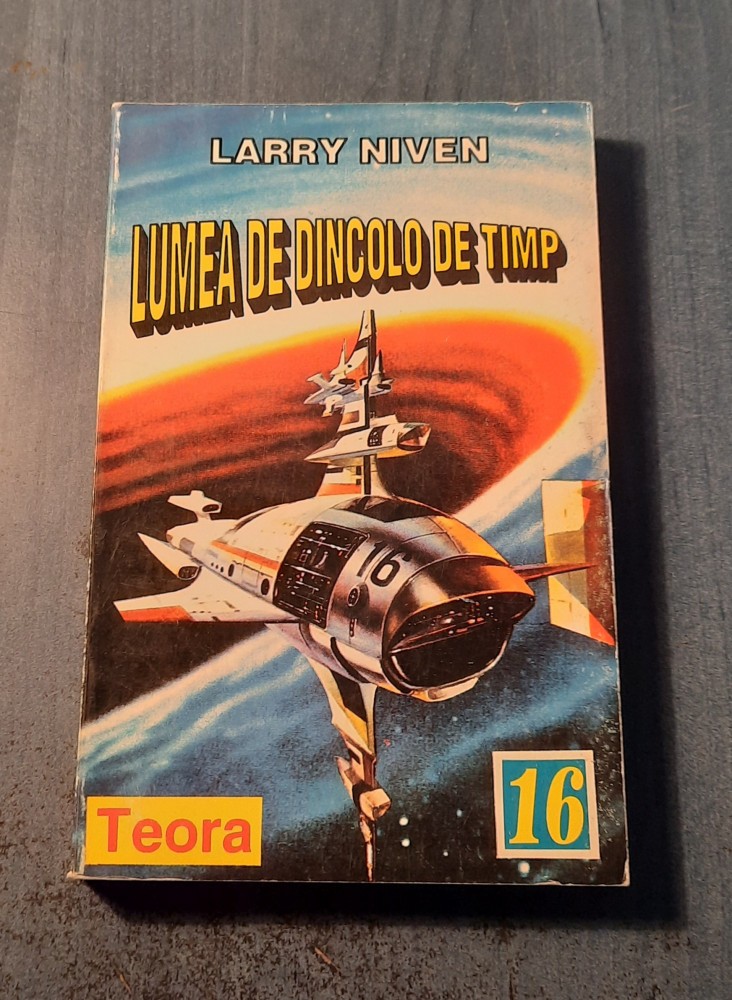 LARRY NIVEN
LUMEA DE DINCOLO DE TIMP
16
Teora
16